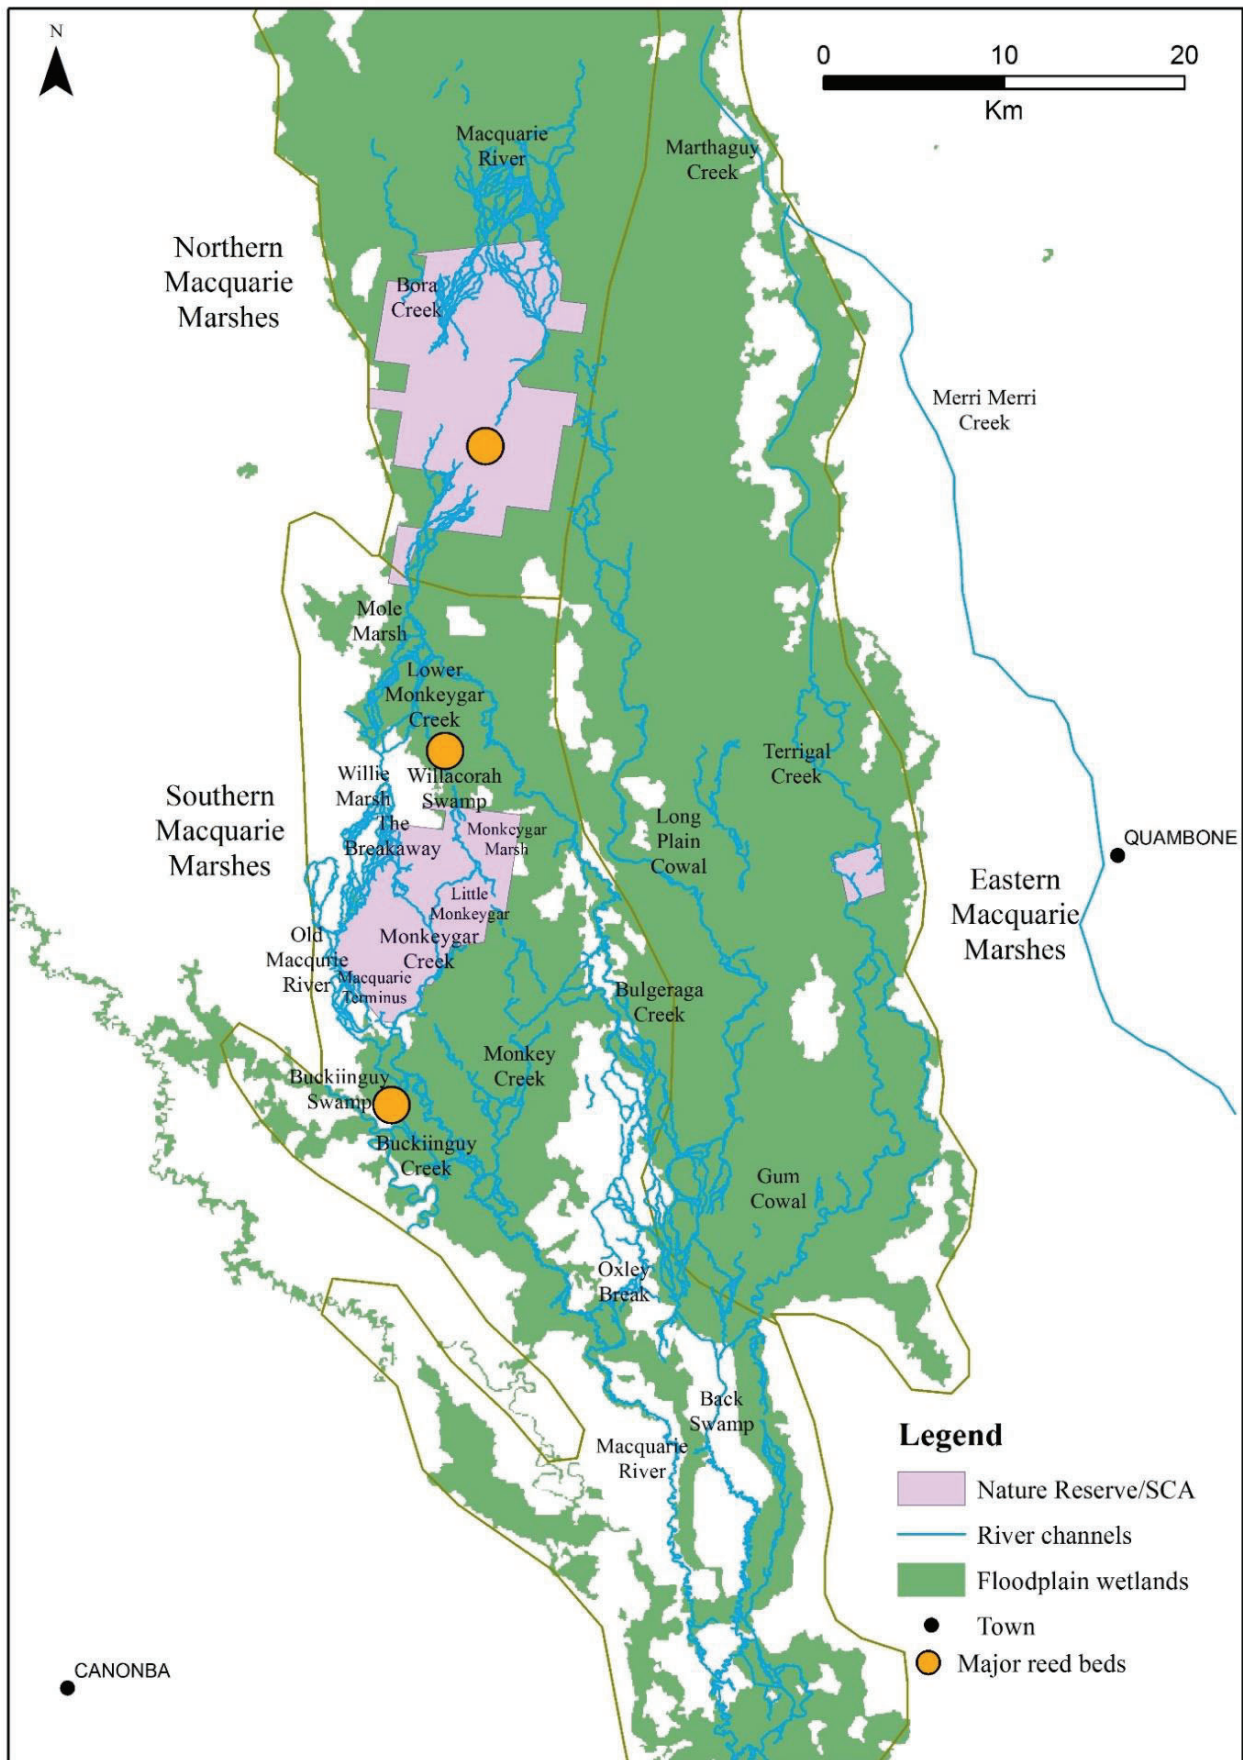 N
0 10 20
Km
Macquarie
River
Marthaguy
Creek
Northern
Macquarie
Marshes
Bora
Creek
Merri Merri
Creek
Mole
Marsh
Lower
Monkeygar
Creek
Willie
Marsh
Willacorah
Swamp
Terrigal
Creek
Southern
Macquarie
Marshes
The
Breakaway
Monkeygar
Marsh
Long
Plain
Cowal
QUAMBONE
Eastern
Macquarie
Marshes
Little
Monkeygar
Old
Macqurie
River
Monkeygar
Creek
Macquarie
Terminus
Bulgeraga
Creek
Monkey
Creek
Buckiinguy
Swamp
Buckiinguy
Creek
Gum
Cowal
Oxley
Break
Back
Swamp
Macquarie
River
Legend
Nature Reserve/SCA
River channels
Floodplain wetlands
Town
Major reed beds
CANONBA